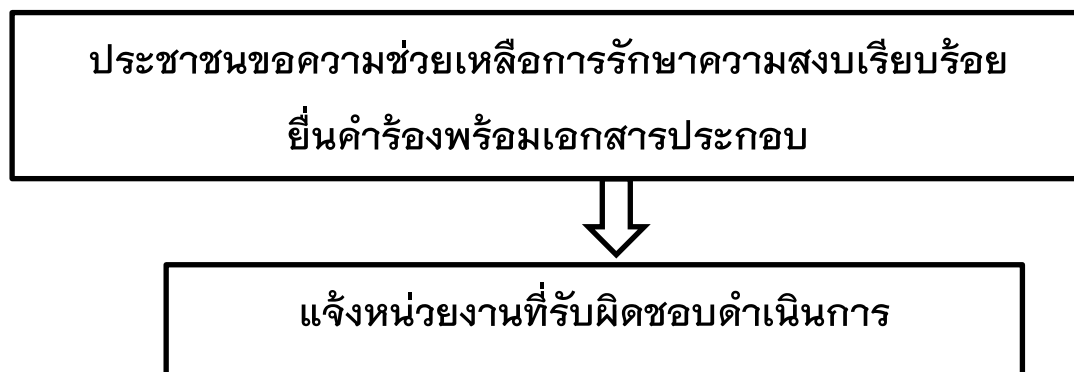 ประชาชนขอความช่วยเหลือการรักษาความสงบเรียบร้อย
ยื่นคำร้องพร้อมเอกสารประกอบ
แจ้งหน่วยงานที่รับผิดชอบดำเนินการ